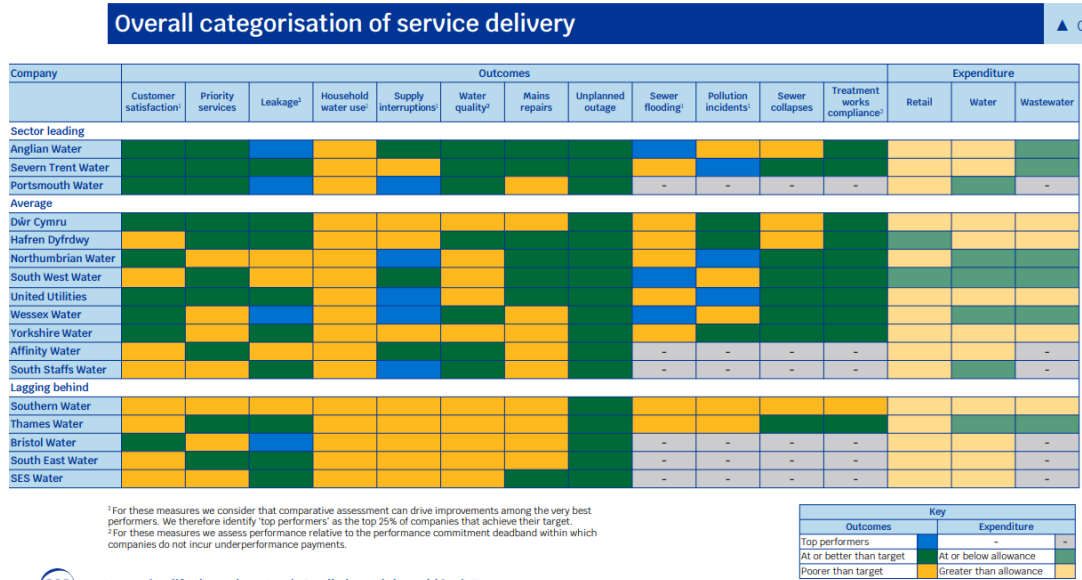 Overall categorisation of service delivery
▲
Company Outcomes Expenditure
Customer satisfaction¹ Priority services Leakage² Household water use¹ Supply interruptions¹ Water quality² Mains repairs Unplanned outage Sewer flooding¹ Pollution incidents¹ Sewer collapses Treatment works compliance² Retail Water Wastewater
Sector leading
Anglian Water
Severn Trent Water
Portsmouth Water - - - - -
Average
Dŵr Cymru
Hafren Dyfrdwy
Northumbrian Water
South West Water
United Utilities
Wessex Water
Yorkshire Water
Affinity Water - - - - -
South Staffs Water - - - - -
Lagging behind
Southern Water
Thames Water
Bristol Water - - - - -
South East Water - - - - -
SES Water - - - - -
¹ For these measures we consider that comparative assessment can drive improvements among the very best
performers. We therefore identify 'top performers' as the top 25% of companies that achieve their target.
² For these measures we assess performance relative to the performance commitment deadband within which
companies do not incur underperformance payments.
Key
Outcomes Expenditure
Top performers - -
At or better than target At or below allowance
Poorer than target Greater than allowance